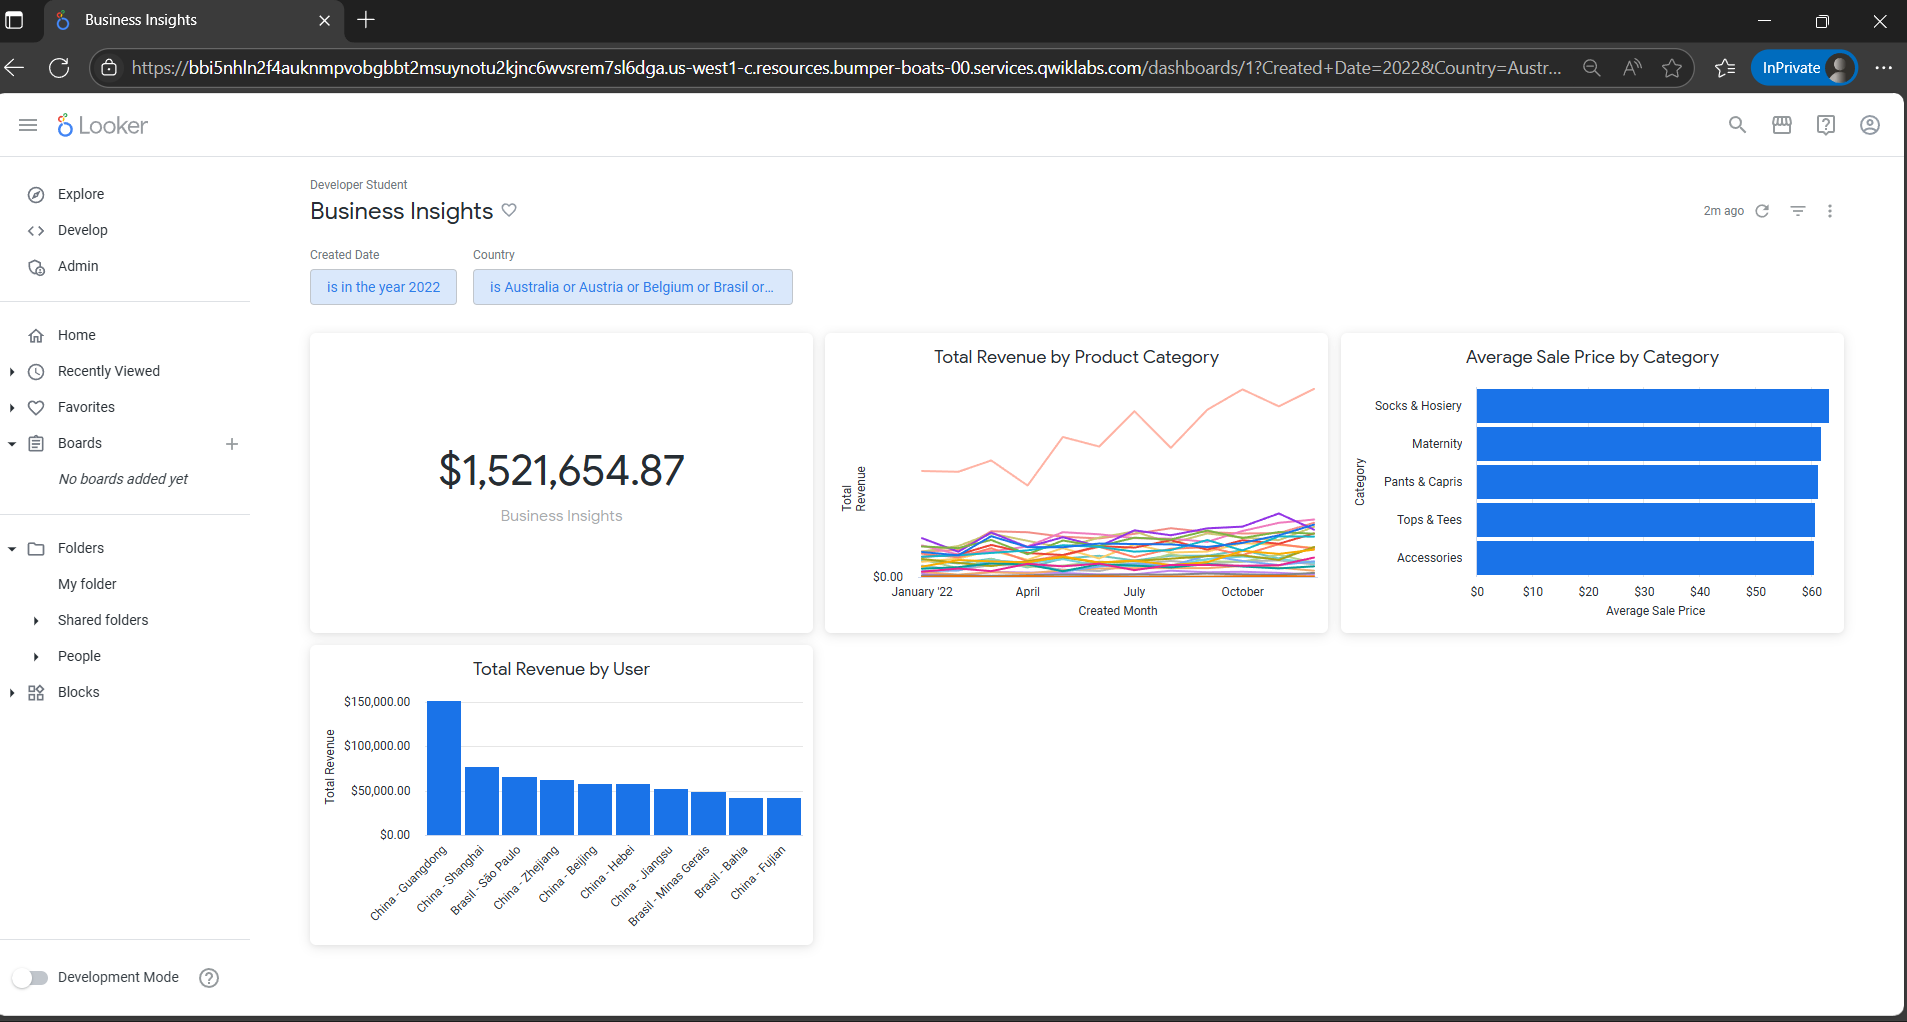 Business Insights
https://bbi5nhln2f4auknmpvobgbbt2msuynotu2kjnc6wvsrem7sl6dga.us-west1-c.resources.bumper-boats-00.services.qwiklabs.com/dashboards/1?Created+Date=2022&Country=Austr...
InPrivate
Looker
Explore
Develop
Admin
Home
Recently Viewed
Favorites
Boards
No boards added yet
Folders
My folder
Shared folders
People
Blocks
Development Mode
Developer Student
Business Insights
2m ago
Created Date
Country
is in the year 2022
is Australia or Austria or Belgium or Brasil or...
$1,521,654.87
Business Insights
Total Revenue by Product Category
Total
Revenue
$0.00
January '22
April
July
October
Created Month
Average Sale Price by Category
Category
Socks & Hosiery
Maternity
Pants & Capris
Tops & Tees
Accessories
$0
$10
$20
$30
$40
$50
$60
Average Sale Price
Total Revenue by User
Total Revenue
$150,000.00
$100,000.00
$50,000.00
$0.00
China - Guangdong
China - Shanghai
Brasil - São Paulo
China - Zhejiang
China - Beijing
China - Hebei
China - Jiangsu
Brasil - Minas Gerais
Brasil - Bahia
China - Fujian